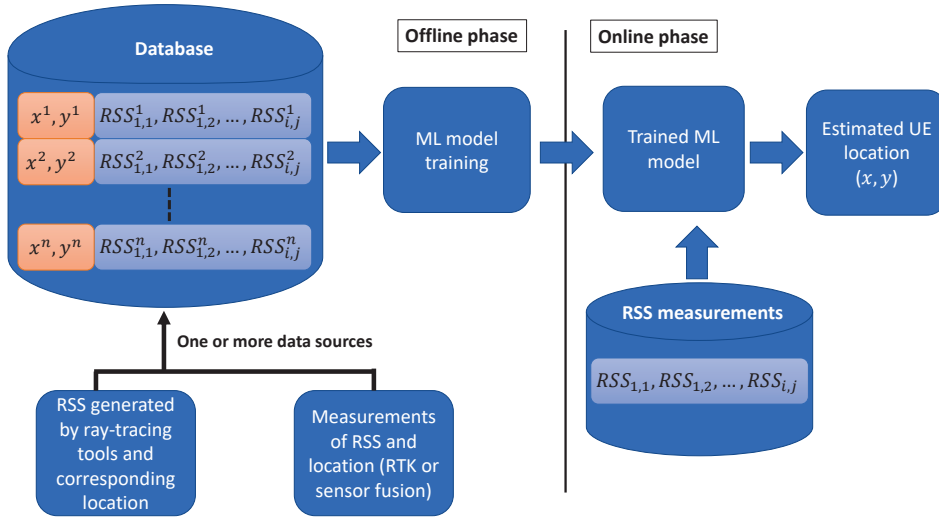 Database
Offline phase
Online phase
x^1, y^1 RSS^1_{1,1}, RSS^1_{1,2}, ..., RSS^1_{i,j}
x^2, y^2 RSS^2_{1,1}, RSS^2_{1,2}, ..., RSS^2_{i,j}
x^n, y^n RSS^n_{1,1}, RSS^n_{1,2}, ..., RSS^n_{i,j}
ML model
training
Trained ML
model
Estimated UE
location
(x, y)
RSS measurements
RSS_{1,1}, RSS_{1,2}, ..., RSS_{i,j}
One or more data sources
RSS generated
by ray-tracing
tools and
corresponding
location
Measurements
of RSS and
location (RTK or
sensor fusion)